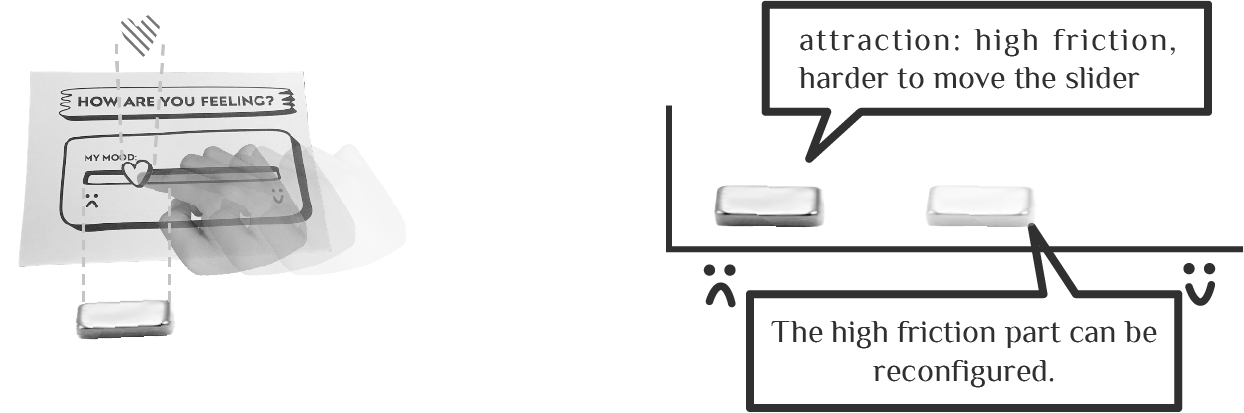 HOW ARE YOU FEELING?
MY MOOD:
attraction: high friction,
harder to move the slider
The high friction part can be
reconfigured.